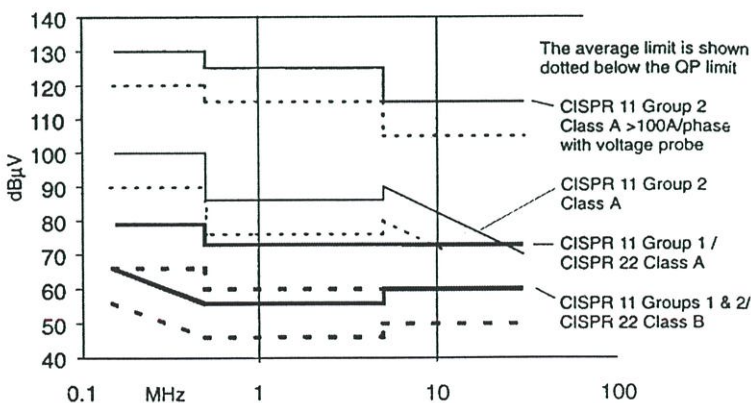 140
130
120
110
100
90
80
70
60
50
40
dBµV
0.1
MHz
1
10
100
The average limit is shown
dotted below the QP limit
CISPR 11 Group 2
Class A >100A/phase
with voltage probe
CISPR 11 Group 2
Class A
CISPR 11 Group 1 /
CISPR 22 Class A
CISPR 11 Groups 1 & 2/
CISPR 22 Class B